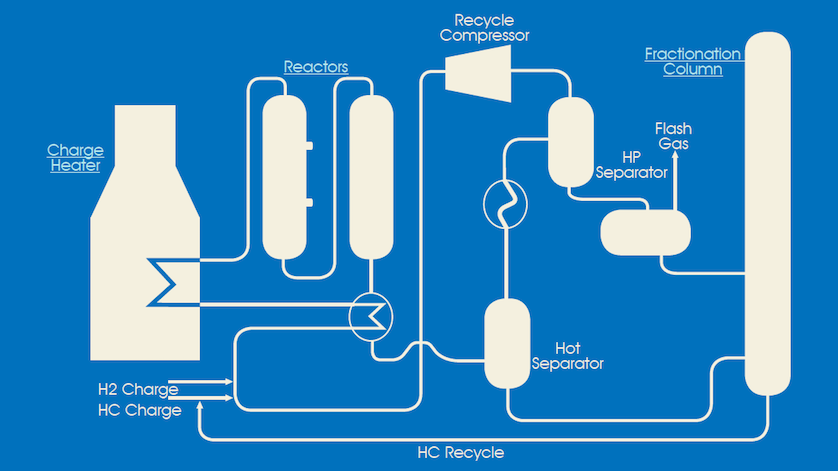 Recycle
Compressor
Fractionation
Column
Reactors
Charge
Heater
Flash
Gas
HP
Separator
Hot
Separator
H2 Charge
HC Charge
HC Recycle